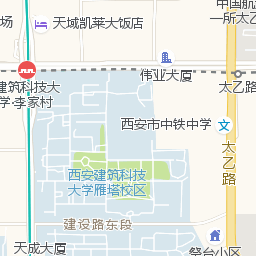 场
天域凯莱大饭店
中国航
一所太乙
伟业大厦
太乙路
建筑科技大
学·李家村
西安市中铁中学
太
乙
路
西安建筑科技
大学雁塔校区
建设路东段
天成大厦
祭台小区